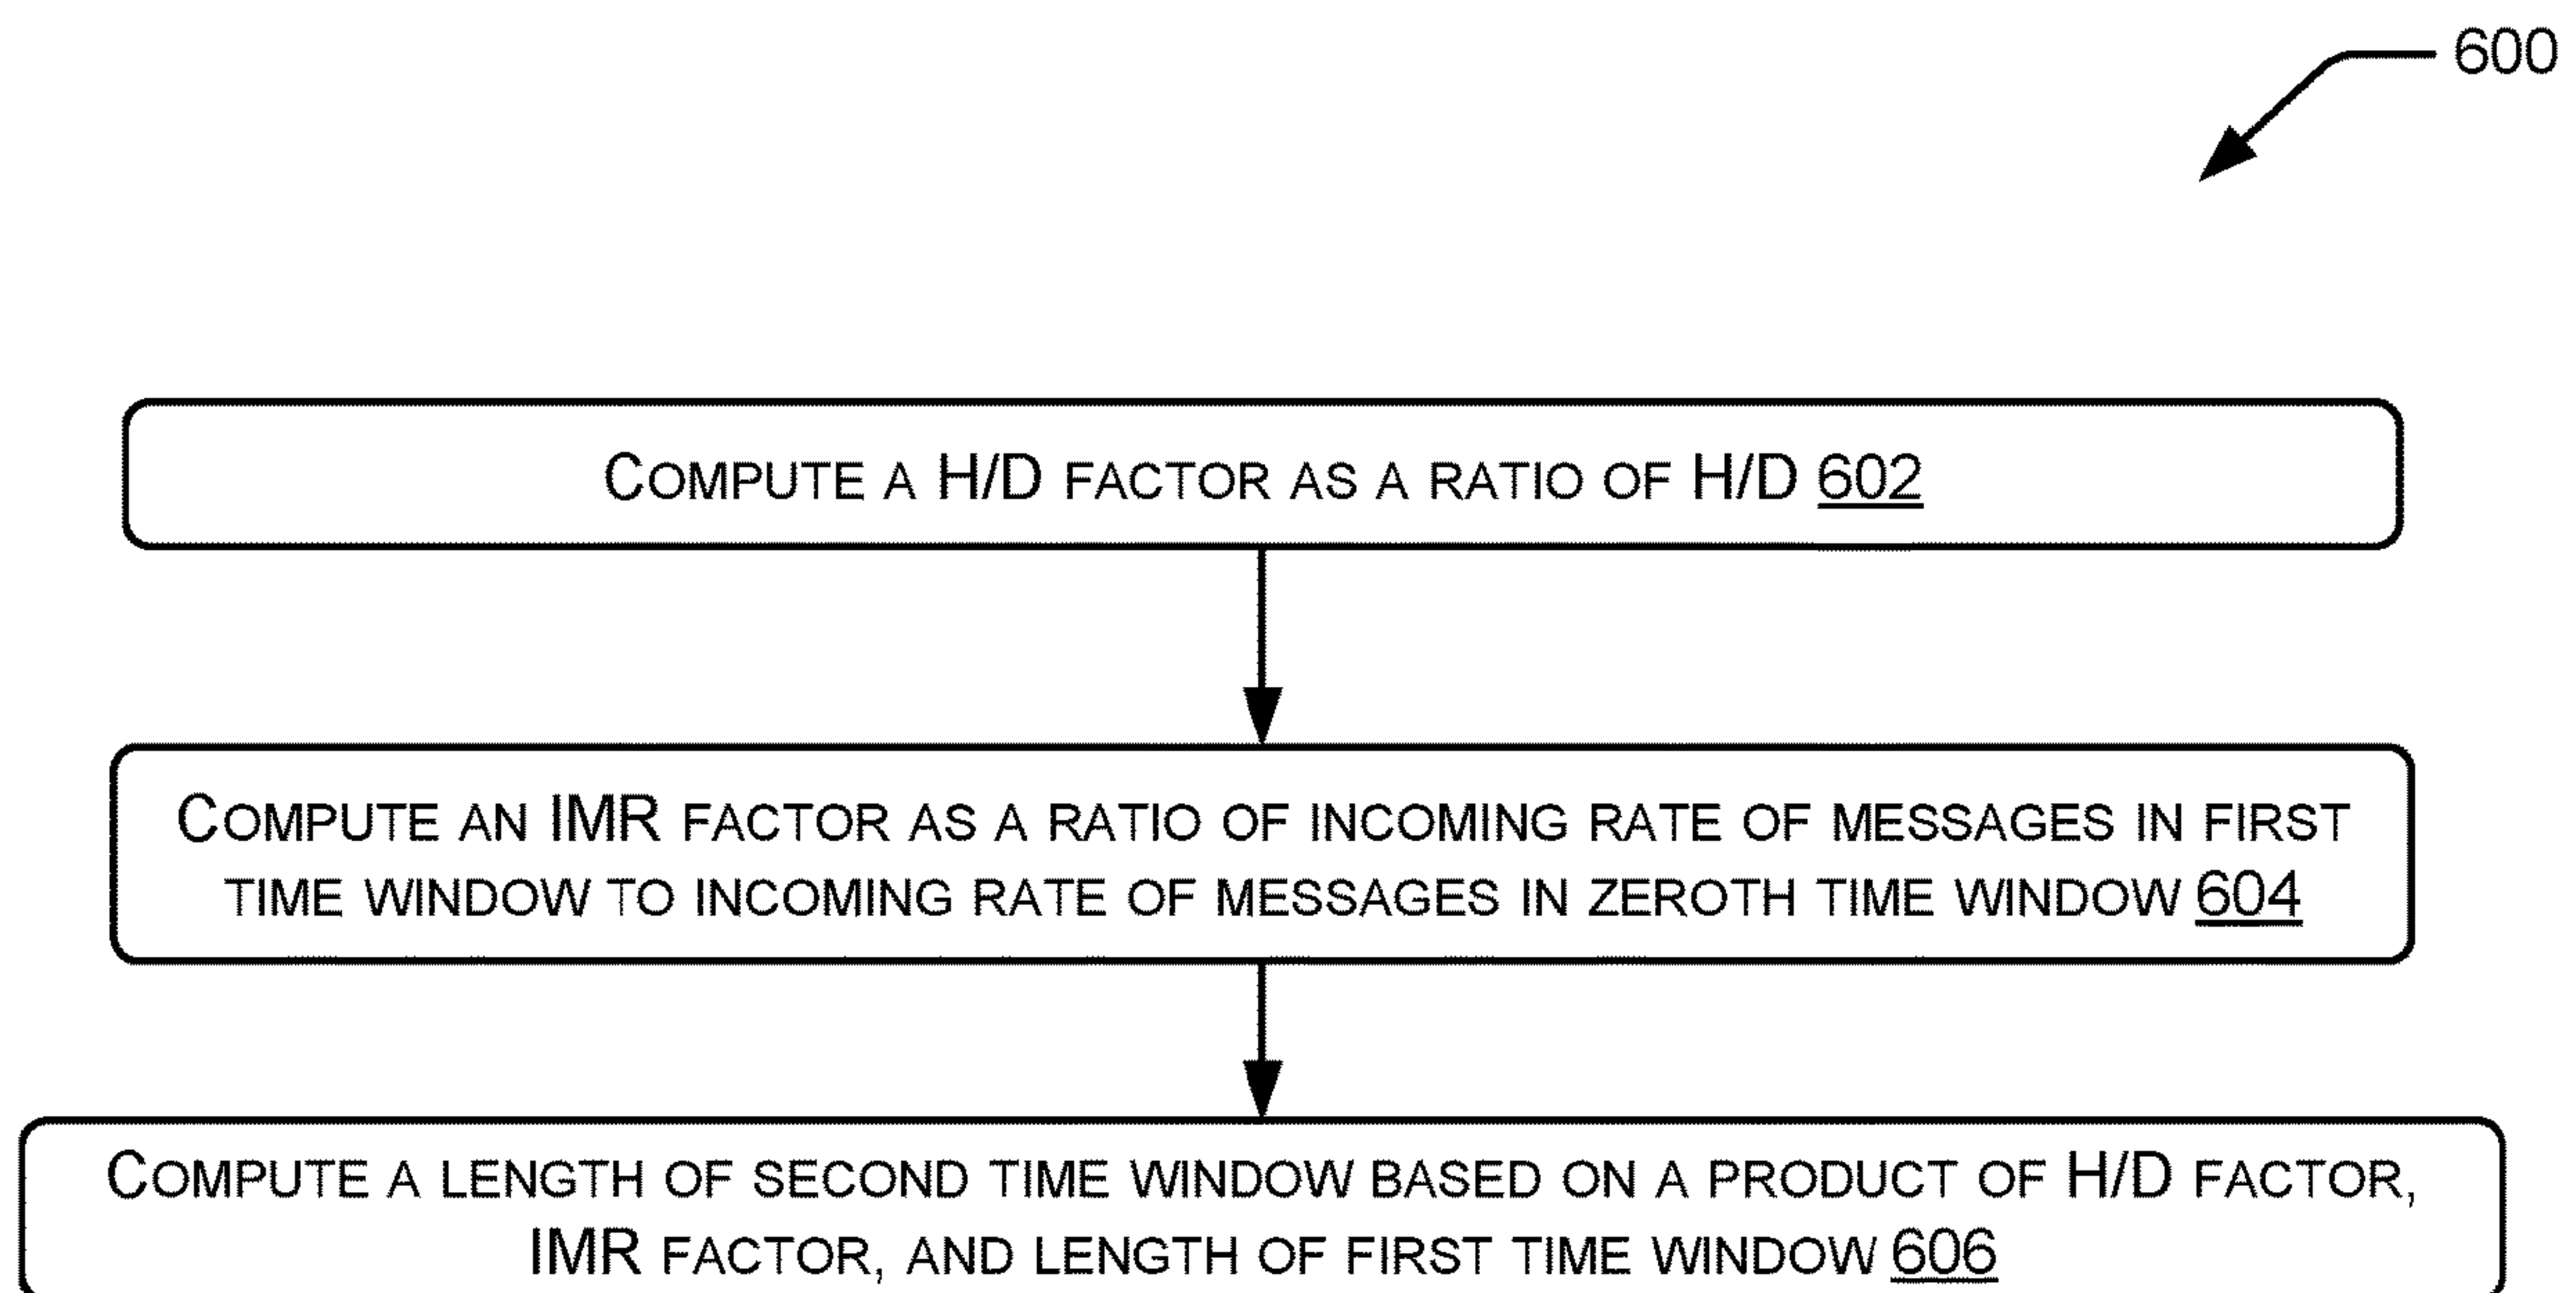 600
COMPUTE A H/D FACTOR AS A RATIO OF H/D 602
COMPUTE AN IMR FACTOR AS A RATIO OF INCOMING RATE OF MESSAGES IN FIRST
TIME WINDOW TO INCOMING RATE OF MESSAGES IN ZEROTH TIME WINDOW 604
COMPUTE A LENGTH OF SECOND TIME WINDOW BASED ON A PRODUCT OF H/D FACTOR,
IMR FACTOR, AND LENGTH OF FIRST TIME WINDOW 606